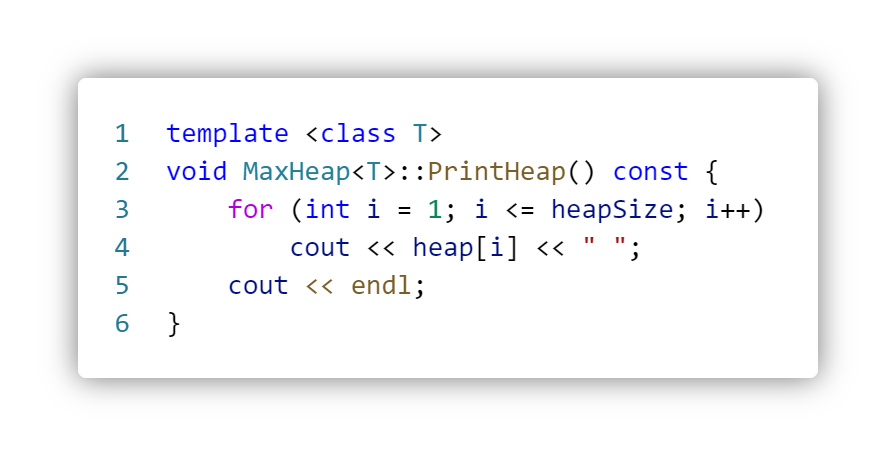 1 template <class T>
2 void MaxHeap<T>::PrintHeap() const {
3     for (int i = 1; i <= heapSize; i++)
4         cout << heap[i] << " ";
5     cout << endl;
6 }